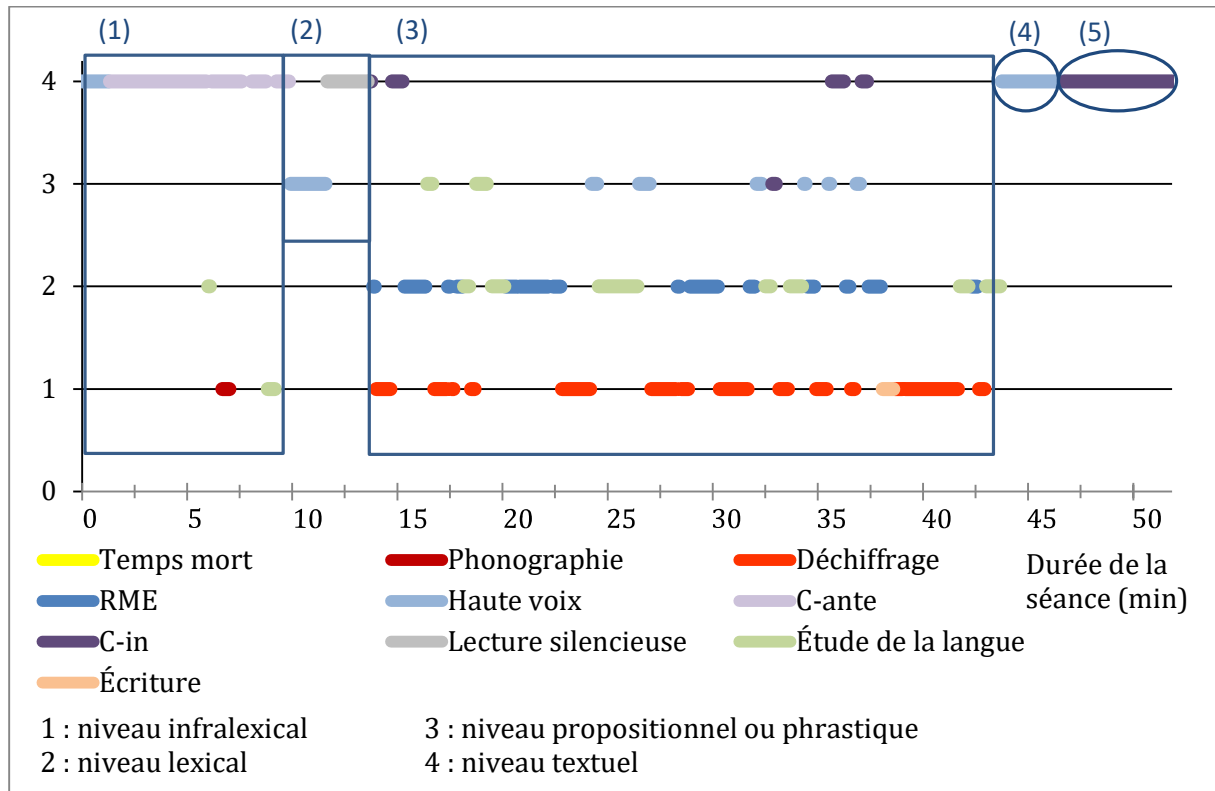 (1) (2) (3) (4) (5)
4
3
2
1
0
0 5 10 15 20 25 30 35 40 45 50
Temps mort Phonographie Déchiffrage Durée de la
RME Haute voix C-ante séance (min)
C-in Lecture silencieuse Étude de la langue
Écriture
1 : niveau infralexical 3 : niveau propositionnel ou phrastique
2 : niveau lexical 4 : niveau textuel